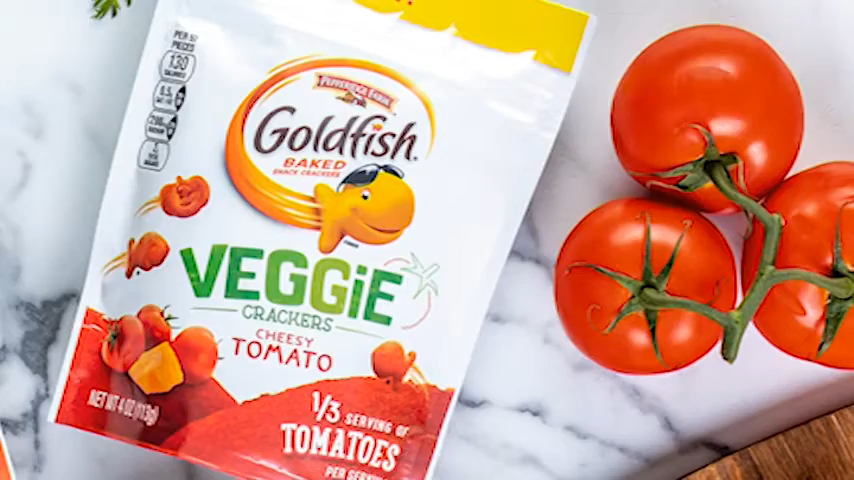 PER 51
PIECES
130
CALORIES
PEPPERIDGE FARM
Goldfish
BAKED
SNACK CRACKERS
VEGGiE
CRACKERS
CHEESY
TOMATO
NET WT 4 OZ (113g)
1/3 SERVING OF
TOMATOES
PER